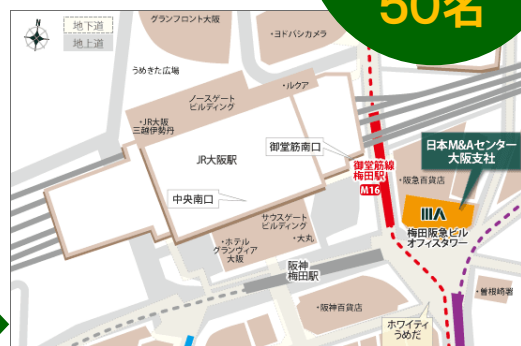 50名
グランフロント大阪
N
地下道
地上道
・ヨドバシカメラ
うめきた広場
・ルクア
ノースゲート
ビルディング
・JR大阪
三越伊勢丹
JR大阪駅
御堂筋南口
日本M&Aセンター
大阪支社
御堂筋線
梅田駅
M16
・阪急百貨店
中央南口
梅田阪急ビル
オフィスタワー
サウスゲート
ビルディング
・大丸
・ホテル
グランヴィア
大阪
阪神
梅田駅
・曽根崎署
・阪神百貨店
ホワイティ
うめだ